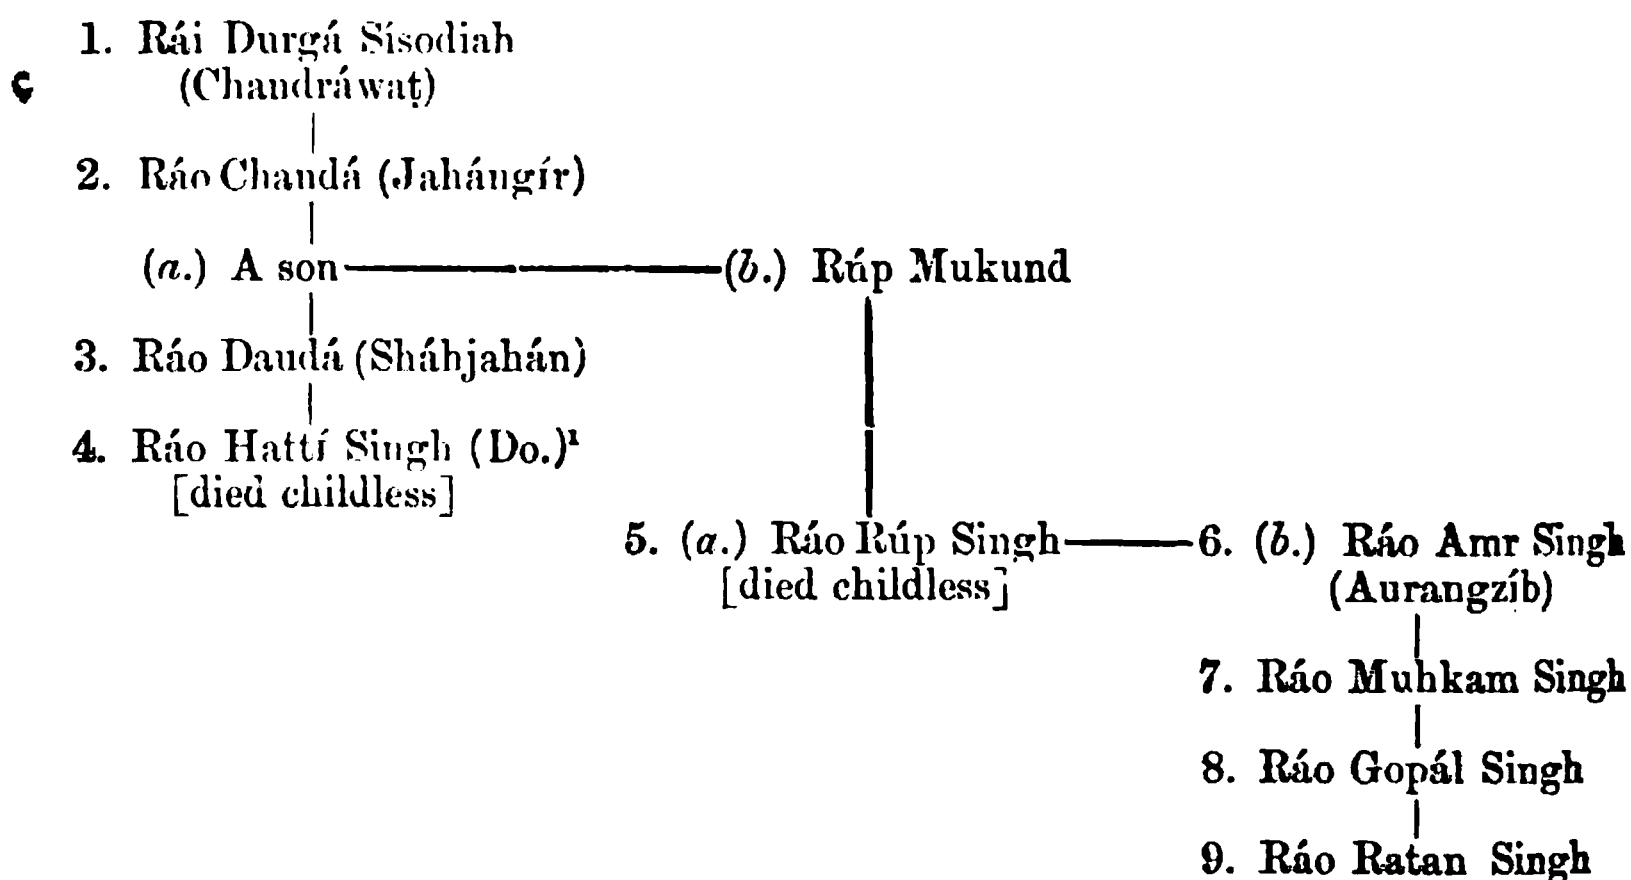 1. Rái Durgá Sísodiah
(Chandráwaṭ)
2. Ráo Chandá (Jahángír)
(a.) A son (b.) Rúp Mukund
3. Ráo Daudá (Sháhjahán)
4. Ráo Hattí Singh (Do.)¹
[died childless]
5. (a.) Ráo Rúp Singh 6. (b.) Ráo Amr Singh
[died childless] (Aurangzíb)
7. Ráo Muhkam Singh
8. Ráo Gopál Singh
9. Ráo Ratan Singh